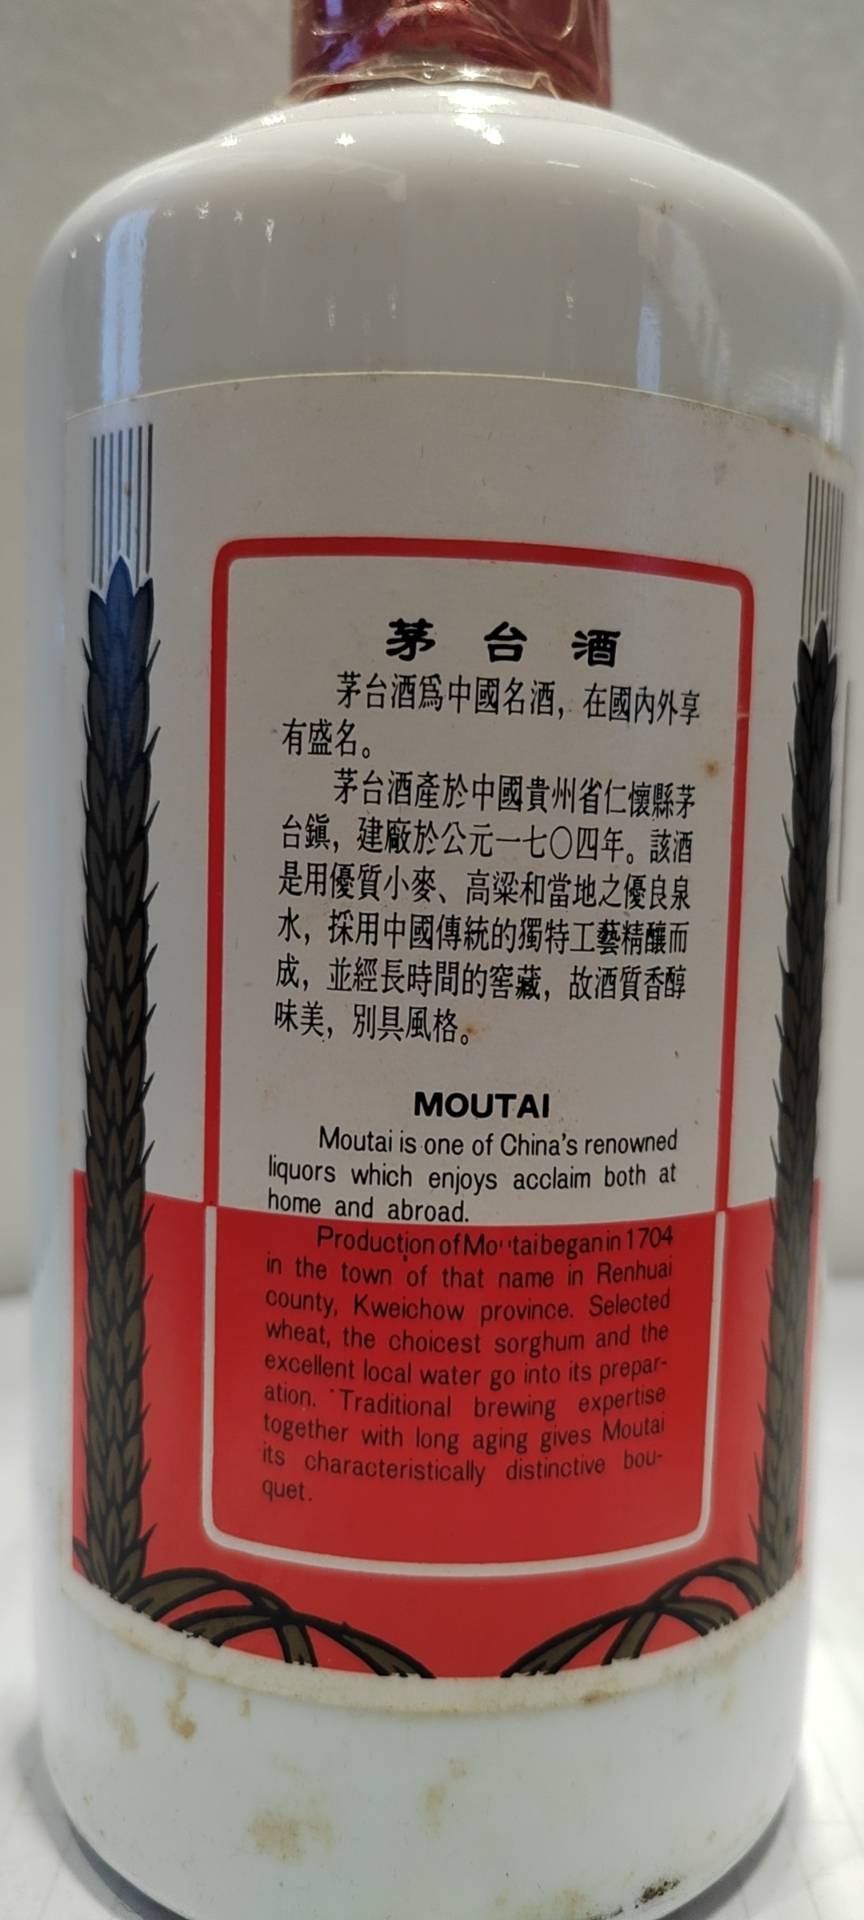 茅台酒
茅台酒爲中國名酒，在國內外享
有盛名。
茅台酒產於中國貴州省仁懷縣茅
台鎮，建廠於公元一七〇四年。該酒
是用優質小麥、高粱和當地之優良泉
水，採用中國傳統的獨特工藝精釀而
成，並經長時間的窖藏，故酒質香醇
味美，別具風格。
MOUTAI
Moutai is one of China's renowned
liquors which enjoys acclaim both at
home and abroad.
Production of Moutai began in 1704
in the town of that name in Renhuai
county, Kweichow province. Selected
wheat, the choicest sorghum and the
excellent local water go into its prepar-
ation. Traditional brewing expertise
together with long aging gives Moutai
its characteristically distinctive bou-
quet.